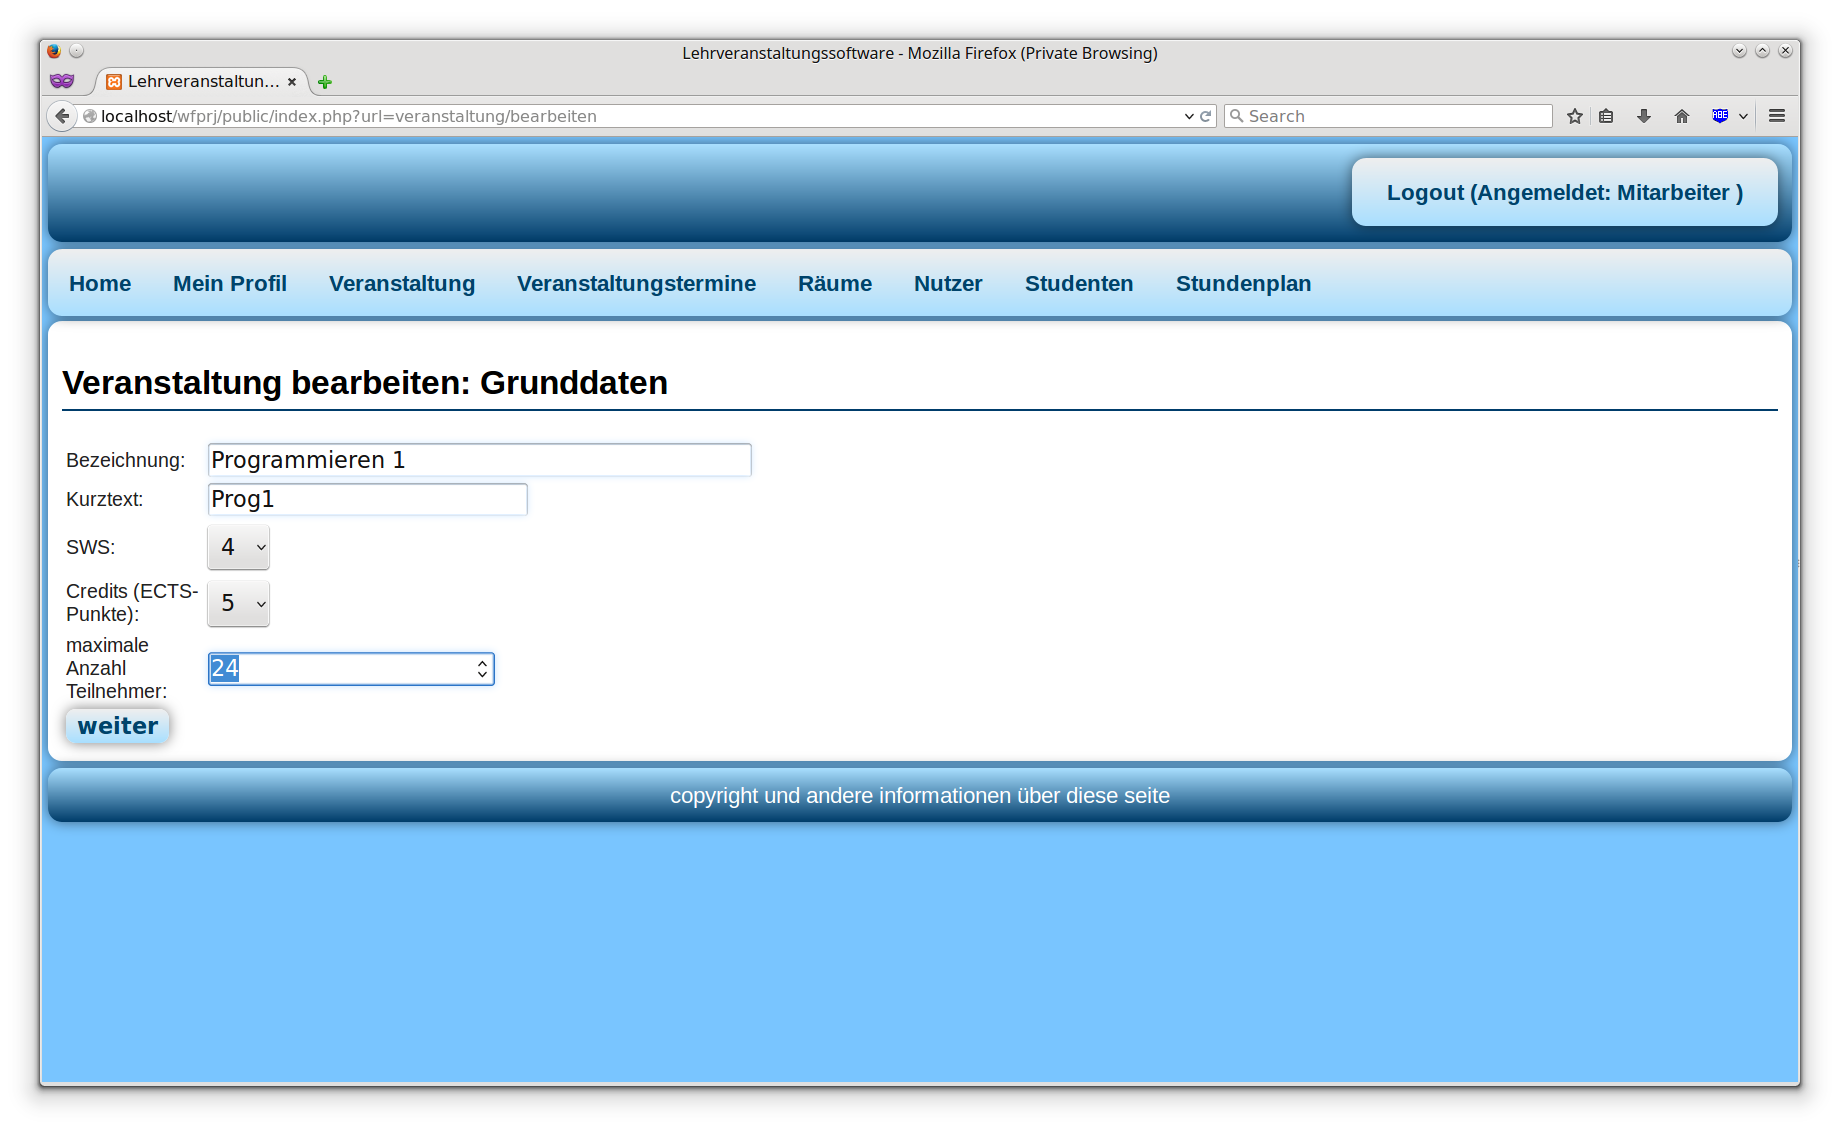 Lehrveranstaltungssoftware - Mozilla Firefox (Private Browsing)
Lehrveranstaltun...
localhost/wfprj/public/index.php?url=veranstaltung/bearbeiten
Search
ABE
Logout (Angemeldet: Mitarbeiter )
Home Mein Profil Veranstaltung Veranstaltungstermine Räume Nutzer Studenten Stundenplan
Veranstaltung bearbeiten: Grunddaten
Bezeichnung: Programmieren 1
Kurztext: Prog1
SWS: 4
Credits (ECTS-
Punkte): 5
maximale
Anzahl
Teilnehmer: 24
weiter
copyright und andere informationen über diese seite